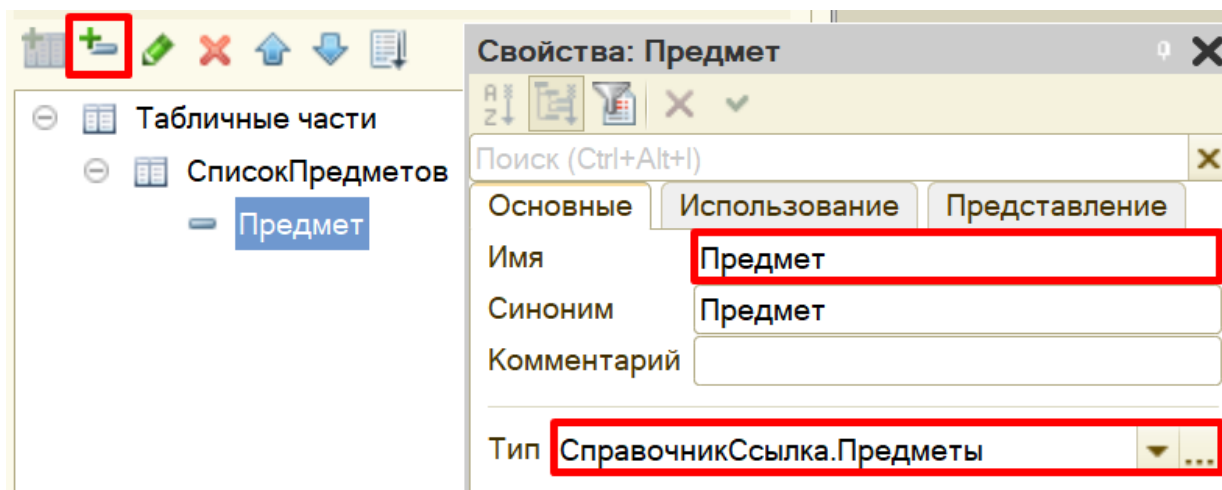 Свойства: Предмет
Поиск (Ctrl+Alt+I)
Табличные части
СписокПредметов
Предмет
Основные Использование Представление
Имя Предмет
Синоним Предмет
Комментарий
Тип СправочникСсылка.Предметы